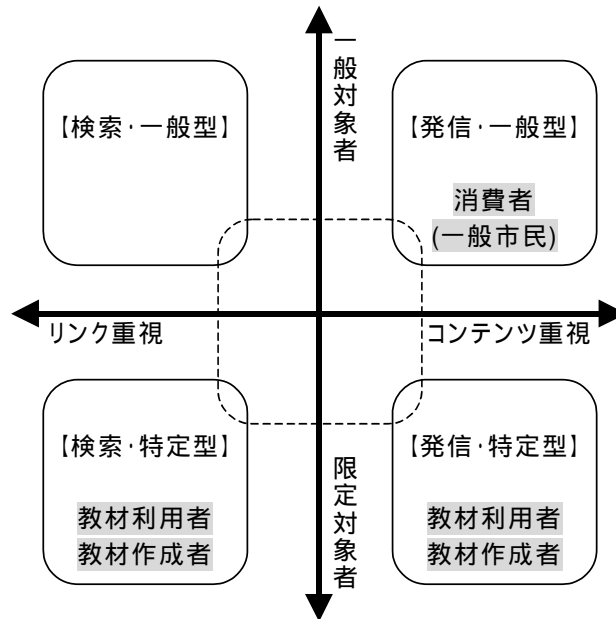 一般対象者
【検索・一般型】
【発信・一般型】
消費者
(一般市民)
リンク重視
コンテンツ重視
【検索・特定型】
教材利用者
教材作成者
限定対象者
【発信・特定型】
教材利用者
教材作成者